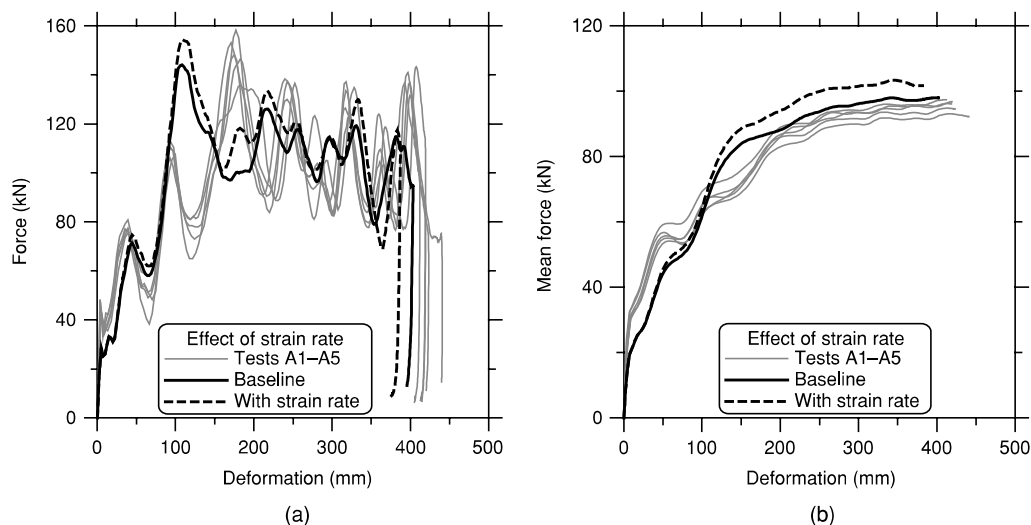 160
120
80
40
0
Force (kN)
Effect of strain rate
Tests A1–A5
Baseline
With strain rate
0 100 200 300 400 500
Deformation (mm)
(a)
120
80
40
0
Mean force (kN)
Effect of strain rate
Tests A1–A5
Baseline
With strain rate
0 100 200 300 400 500
Deformation (mm)
(b)